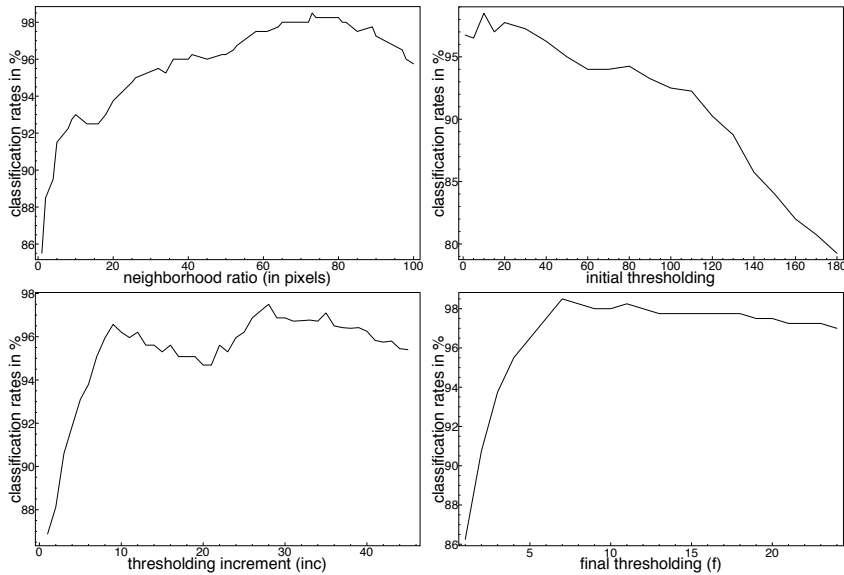 classification rates in %
86
88
90
92
94
96
98
0 20 40 60 80 100
neighborhood ratio (in pixels)
classification rates in %
80
85
90
95
0 20 40 60 80 100 120 140 160 180
initial thresholding
classification rates in %
88
90
92
94
96
98
0 10 20 30 40
thresholding increment (inc)
classification rates in %
86
88
90
92
94
96
98
5 10 15 20
final thresholding (f)